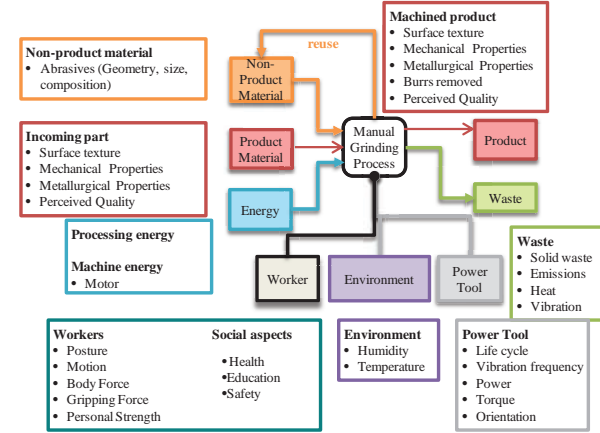 Machined product
• Surface texture
• Mechanical Properties
• Metallurgical Properties
• Burrs removed
• Perceived Quality
Non-product material
• Abrasives (Geometry, size,
composition)
reuse
Non-
Product
Material
Incoming part
• Surface texture
• Mechanical Properties
• Metallurgical Properties
• Perceived Quality
Product
Material
Manual
Grinding
Process
Product
Energy
Waste
Processing energy
Machine energy
• Motor
Worker
Environment
Power
Tool
Waste
• Solid waste
• Emissions
• Heat
• Vibration
Workers
• Posture
• Motion
• Body Force
• Gripping Force
• Personal Strength
Social aspects
•Health
•Education
•Safety
Environment
• Humidity
• Temperature
Power Tool
• Life cycle
• Vibration frequency
• Power
• Torque
• Orientation